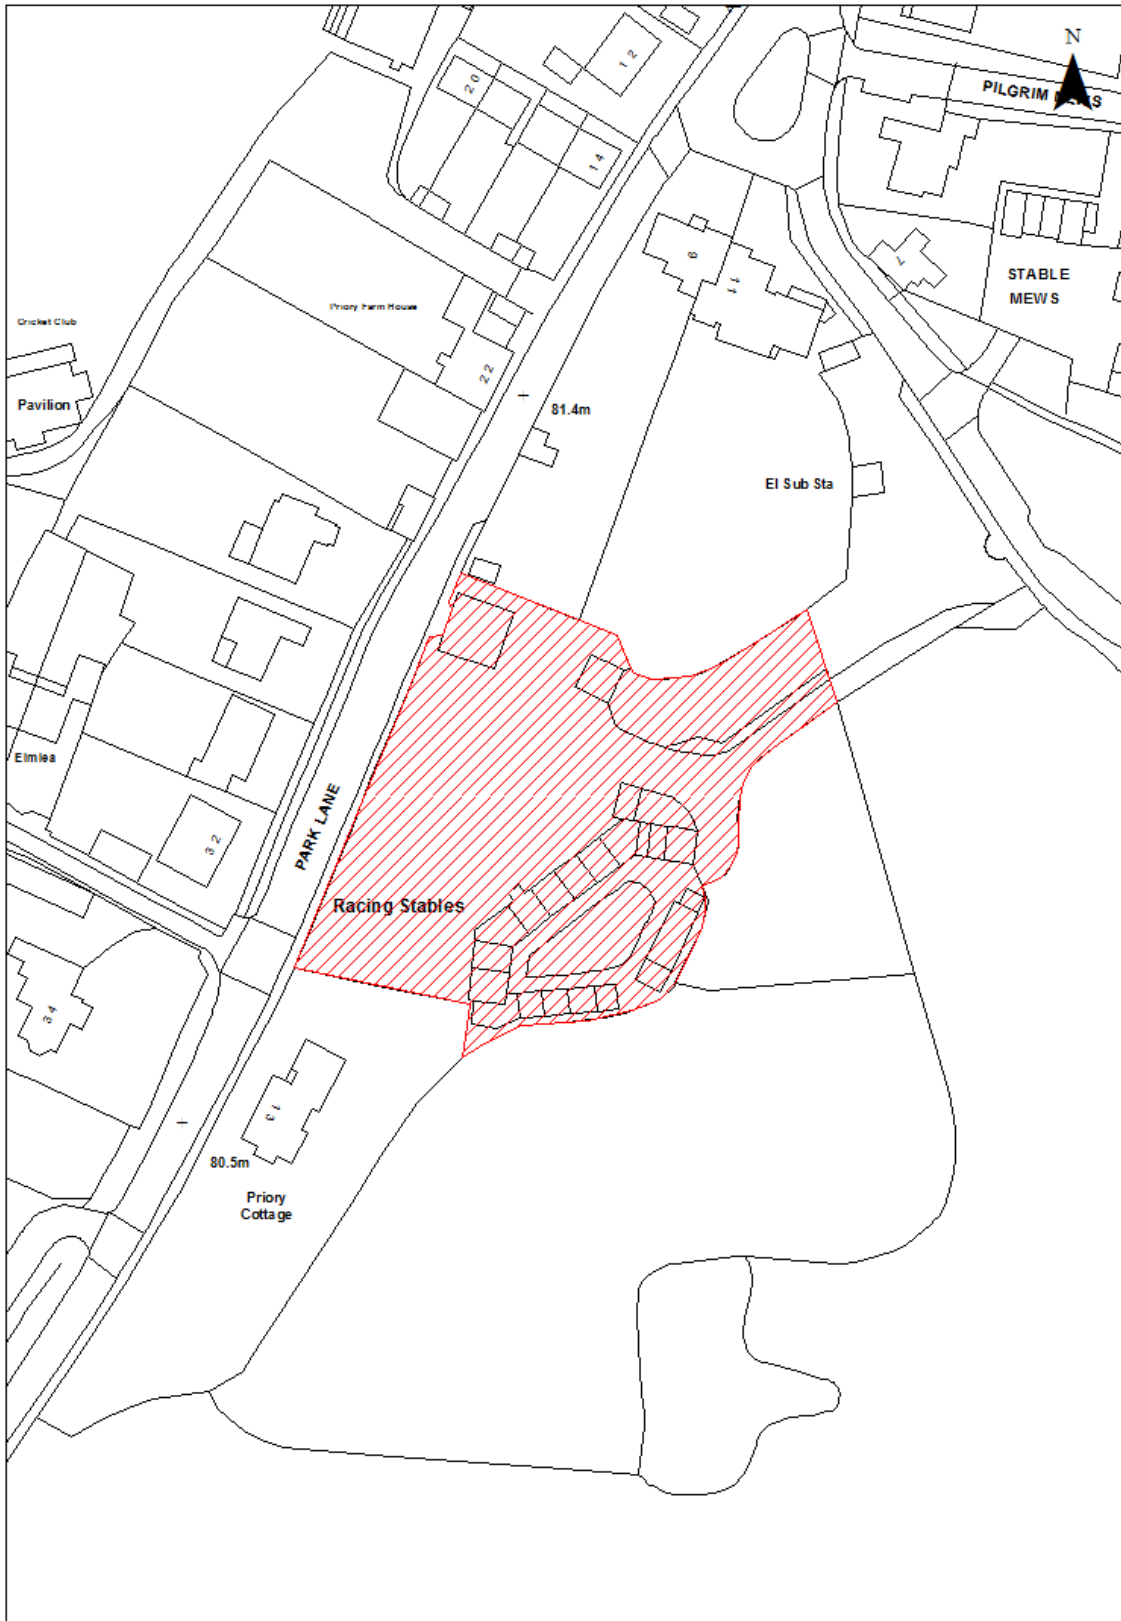 N
12
20
PILGRIM MEWS
14
9
11
7
STABLE
MEWS
Priory Farm House
Cricket Club
22
Pavilion
81.4m
El Sub Sta
Elmlea
PARK LANE
32
Racing Stables
34
13
80.5m
Priory
Cottage